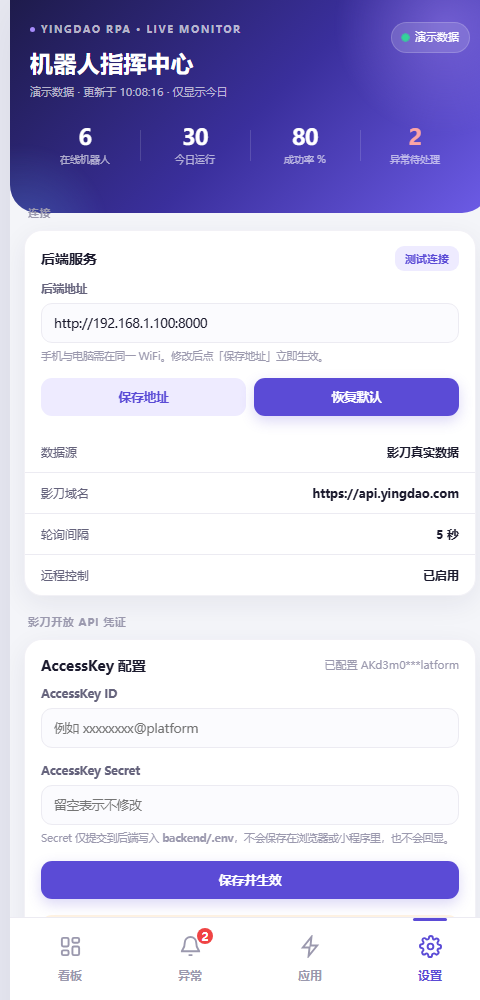 YINGDAO RPA • LIVE MONITOR
演示数据
机器人指挥中心
演示数据 · 更新于 10:08:16 · 仅显示今日
6 30 80 2
在线机器人 今日运行 成功率 % 异常待处理
连接
后端服务 测试连接
后端地址
http://192.168.1.100:8000
手机与电脑需在同一 WiFi。修改后点「保存地址」立即生效。
保存地址 恢复默认
数据源 影刀真实数据
影刀域名 https://api.yingdao.com
轮询间隔 5 秒
远程控制 已启用
影刀开放 API 凭证
AccessKey 配置 已配置 AKd3m0***latform
AccessKey ID
例如 xxxxxxxx@platform
AccessKey Secret
留空表示不修改
Secret 仅提交到后端写入 backend/.env，不会保存在浏览器或小程序里，也不会回显。
保存并生效
2
看板 异常 应用 设置